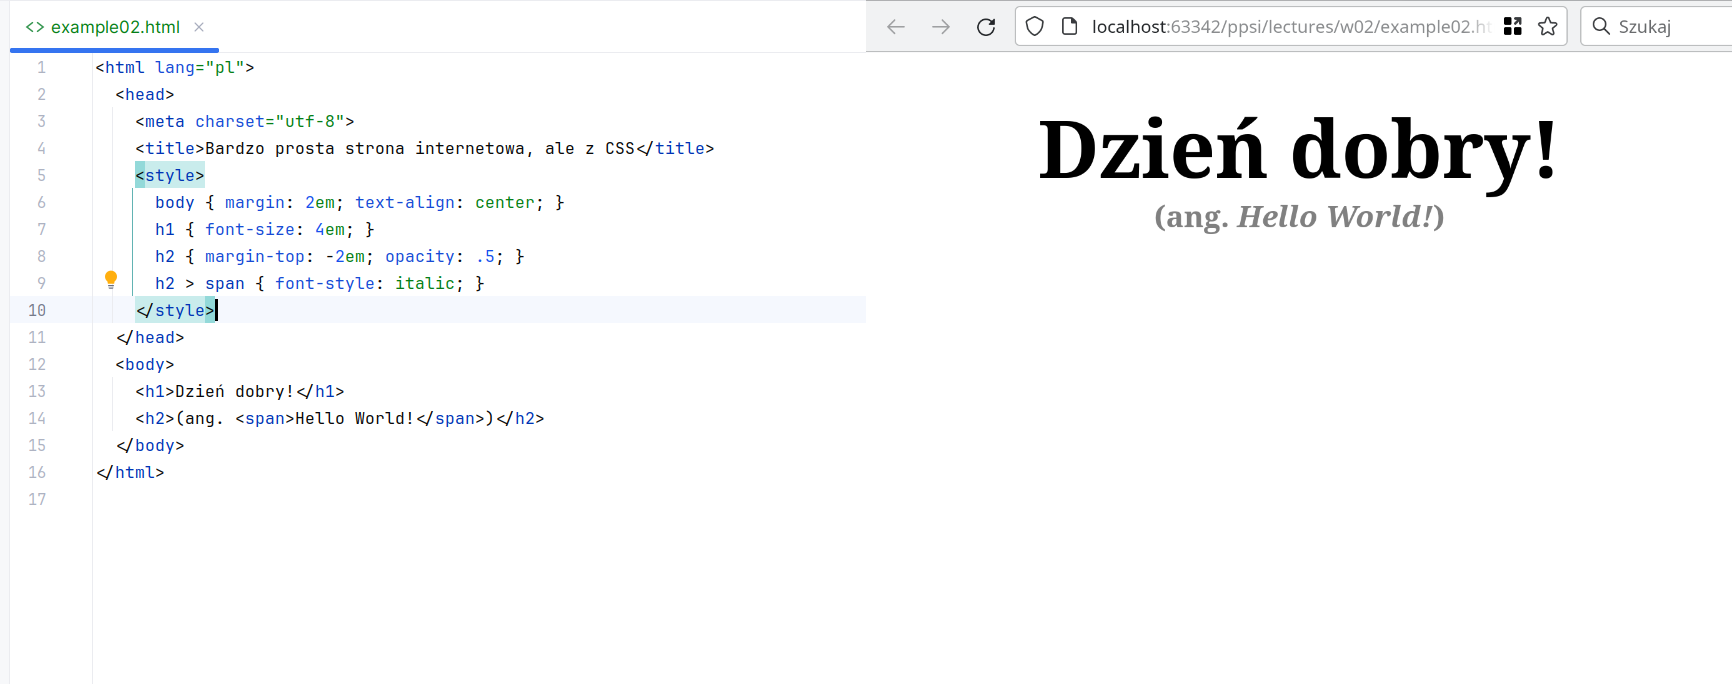 <> example02.html ×
1 <html lang="pl">
2   <head>
3     <meta charset="utf-8">
4     <title>Bardzo prosta strona internetowa, ale z CSS</title>
5     <style>
6       body { margin: 2em; text-align: center; }
7       h1 { font-size: 4em; }
8       h2 { margin-top: -2em; opacity: .5; }
9       h2 > span { font-style: italic; }
10     </style>
11   </head>
12   <body>
13     <h1>Dzień dobry!</h1>
14     <h2>(ang. <span>Hello World!</span>)</h2>
15   </body>
16 </html>
17
localhost:63342/ppsi/lectures/w02/example02.ht
Szukaj
Dzień dobry!
(ang. Hello World!)